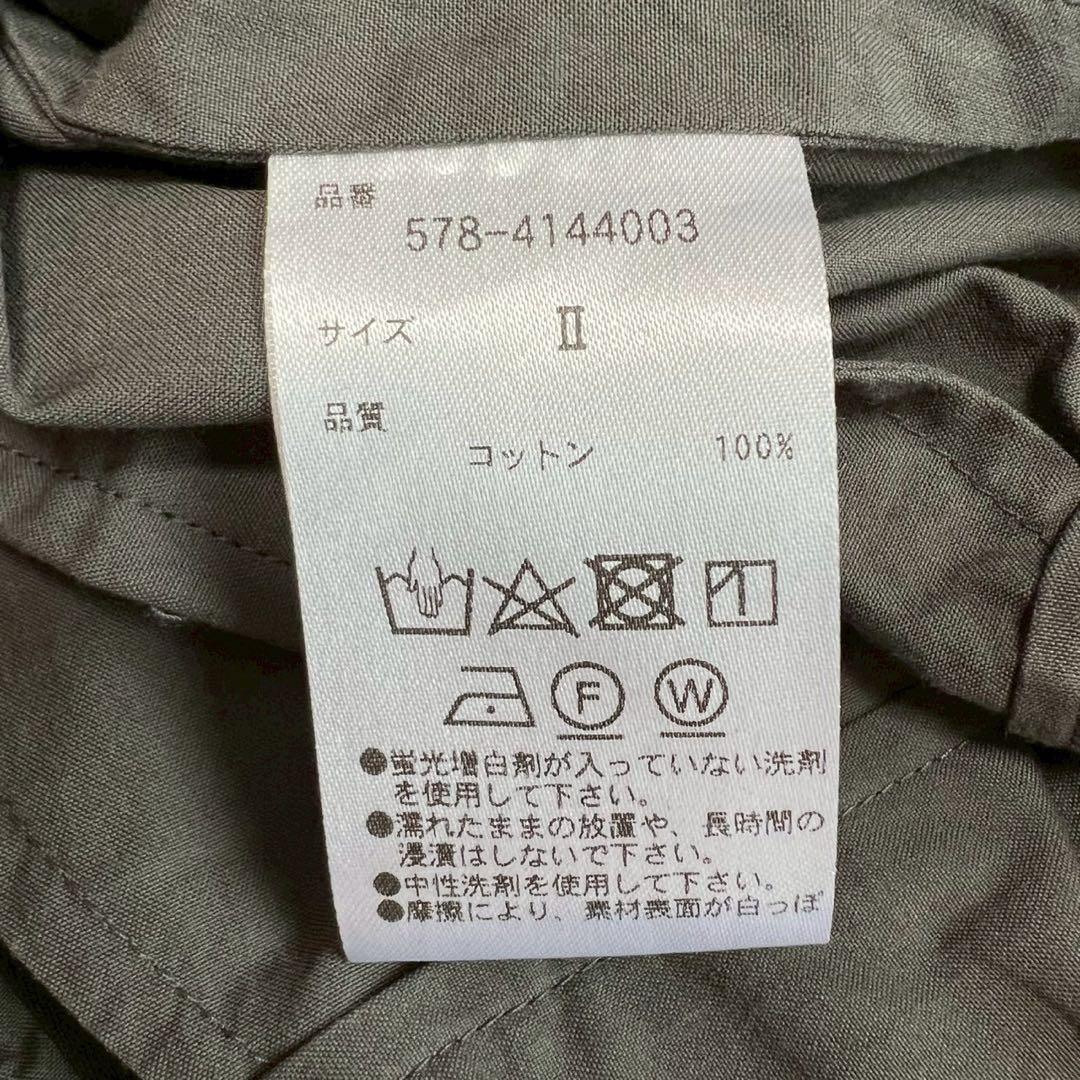 品番
578-4144003
サイズ Ⅱ
品質
コットン 100%
F W
●蛍光増白剤が入っていない洗剤
を使用して下さい。
●濡れたままの放置や、長時間の
浸漬はしないで下さい。
●中性洗剤を使用して下さい。
●摩擦により、素材表面が白っぽ